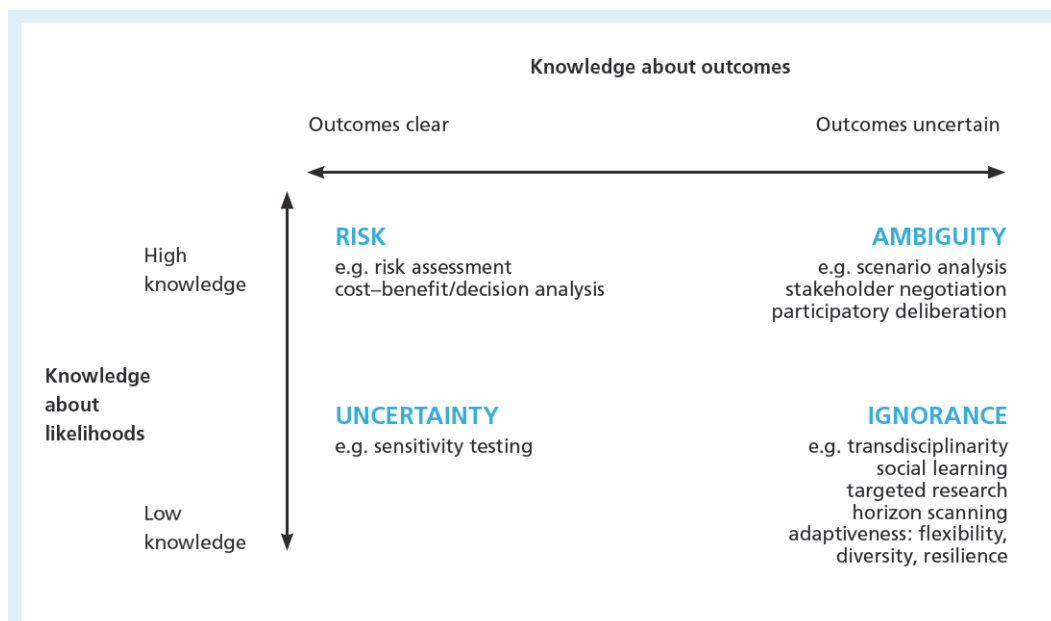 Knowledge about outcomes
Outcomes clear
Outcomes uncertain
High
knowledge
RISK
e.g. risk assessment
cost–benefit/decision analysis
AMBIGUITY
e.g. scenario analysis
stakeholder negotiation
participatory deliberation
Knowledge
about
likelihoods
UNCERTAINTY
e.g. sensitivity testing
IGNORANCE
e.g. transdisciplinarity
social learning
targeted research
horizon scanning
adaptiveness: flexibility,
diversity, resilience
Low
knowledge